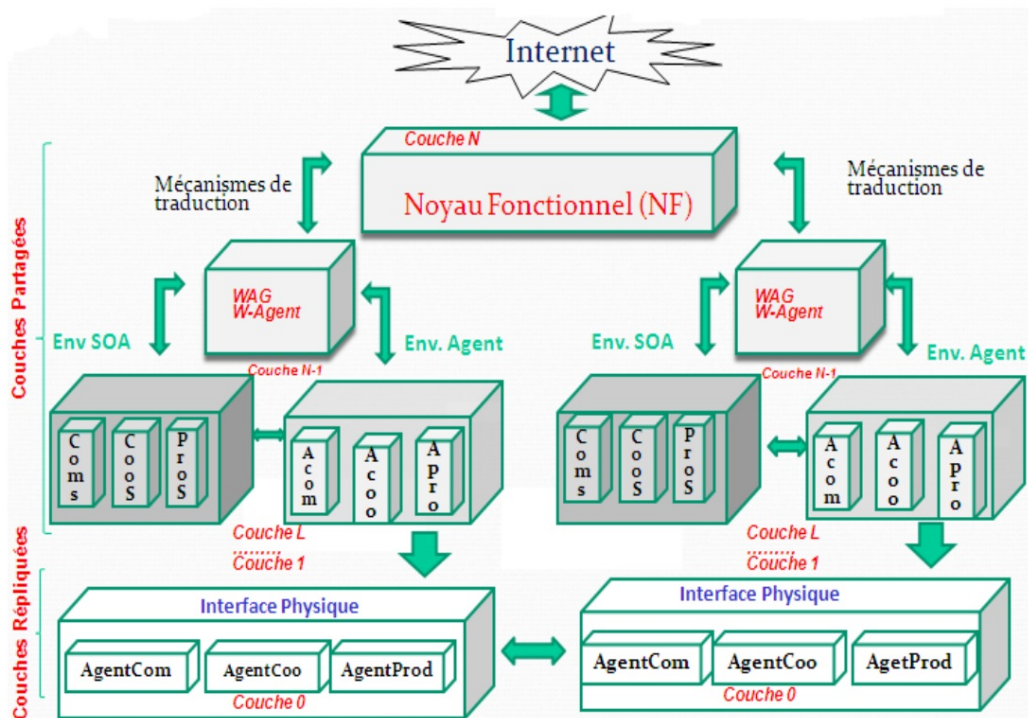 Internet
Couche N
Noyau Fonctionnel (NF)
Mécanismes de
traduction
Mécanismes de
traduction
Couches Partagées
WAG
W-Agent
WAG
W-Agent
Env SOA
Env. Agent
Env SOA
Env. Agent
Couche N-1
Couche N-1
Coms
CooS
ProS
Acom
Acoo
APro
Coms
CooS
ProS
Acom
Acoo
APro
Couche L
..........
Couche 1
Couche L
..........
Couche 1
Couches Répliquées
Interface Physique
Interface Physique
AgentCom
AgentCoo
AgentProd
AgentCom
AgentCoo
AgetProd
Couche 0
Couche 0